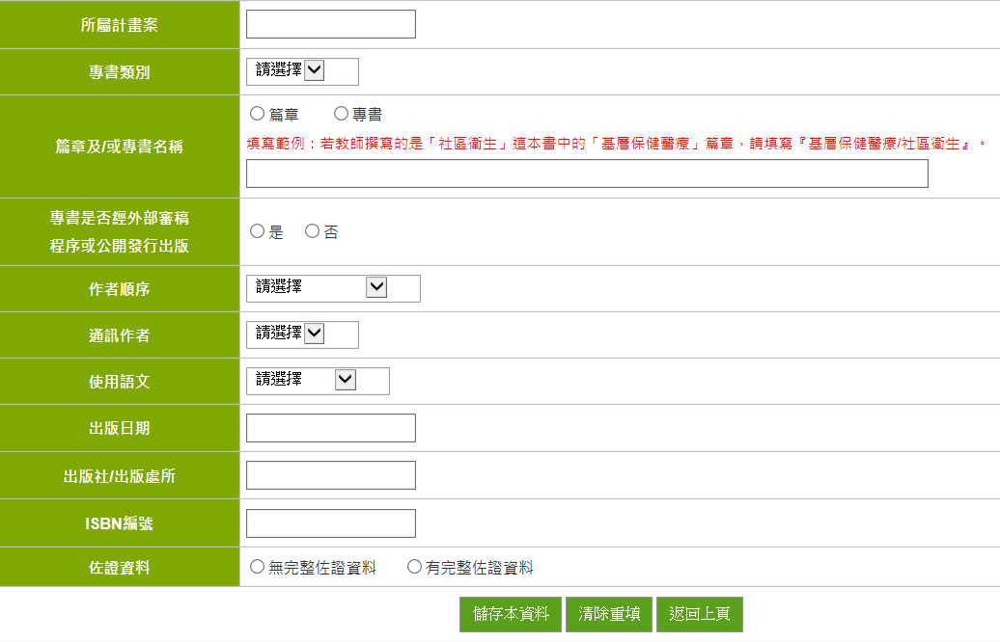 所屬計畫案
專書類別
請選擇
篇章及/或專書名稱
篇章 專書
填寫範例：若教師撰寫的是「社區衛生」這本書中的「基層保健醫療」篇章，請填寫『基層保健醫療/社區衛生』。
專書是否經外部審稿
程序或公開發行出版
是 否
作者順序
請選擇
通訊作者
請選擇
使用語文
請選擇
出版日期
出版社/出版處所
ISBN編號
佐證資料
無完整佐證資料 有完整佐證資料
儲存本資料 清除重填 返回上頁